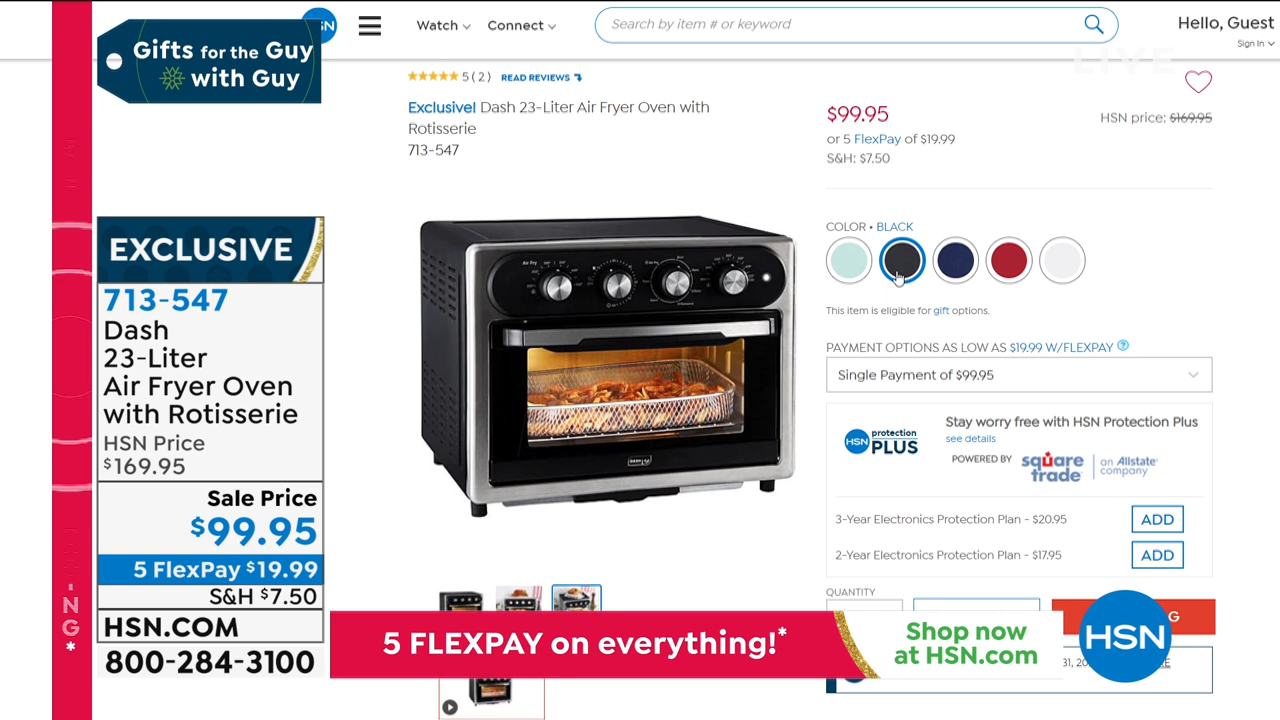 Gifts for the Guy
with Guy
HSN
Watch
Connect
Search by item # or keyword
Hello, Guest
Sign In
LIVE
5 (2) READ REVIEWS
Exclusive! Dash 23-Liter Air Fryer Oven with
Rotisserie
713-547
$99.95
HSN price: $169.95
or 5 FlexPay of $19.99
S&H: $7.50
COLOR • BLACK
This item is eligible for gift options.
PAYMENT OPTIONS AS LOW AS $19.99 W/FLEXPAY ?
Single Payment of $99.95
HSN protection PLUS
Stay worry free with HSN Protection Plus
see details
POWERED BY square trade an Allstate company
3-Year Electronics Protection Plan - $20.95
ADD
2-Year Electronics Protection Plan - $17.95
ADD
QUANTITY
EXCLUSIVE
713-547
Dash
23-Liter
Air Fryer Oven
with Rotisserie
HSN Price
$169.95
Sale Price
$99.95
5 FlexPay $19.99
S&H $7.50
HSN.COM
800-284-3100
Air Fry
DASH
5 FLEXPAY on everything!*
Shop now
at HSN.com
HSN